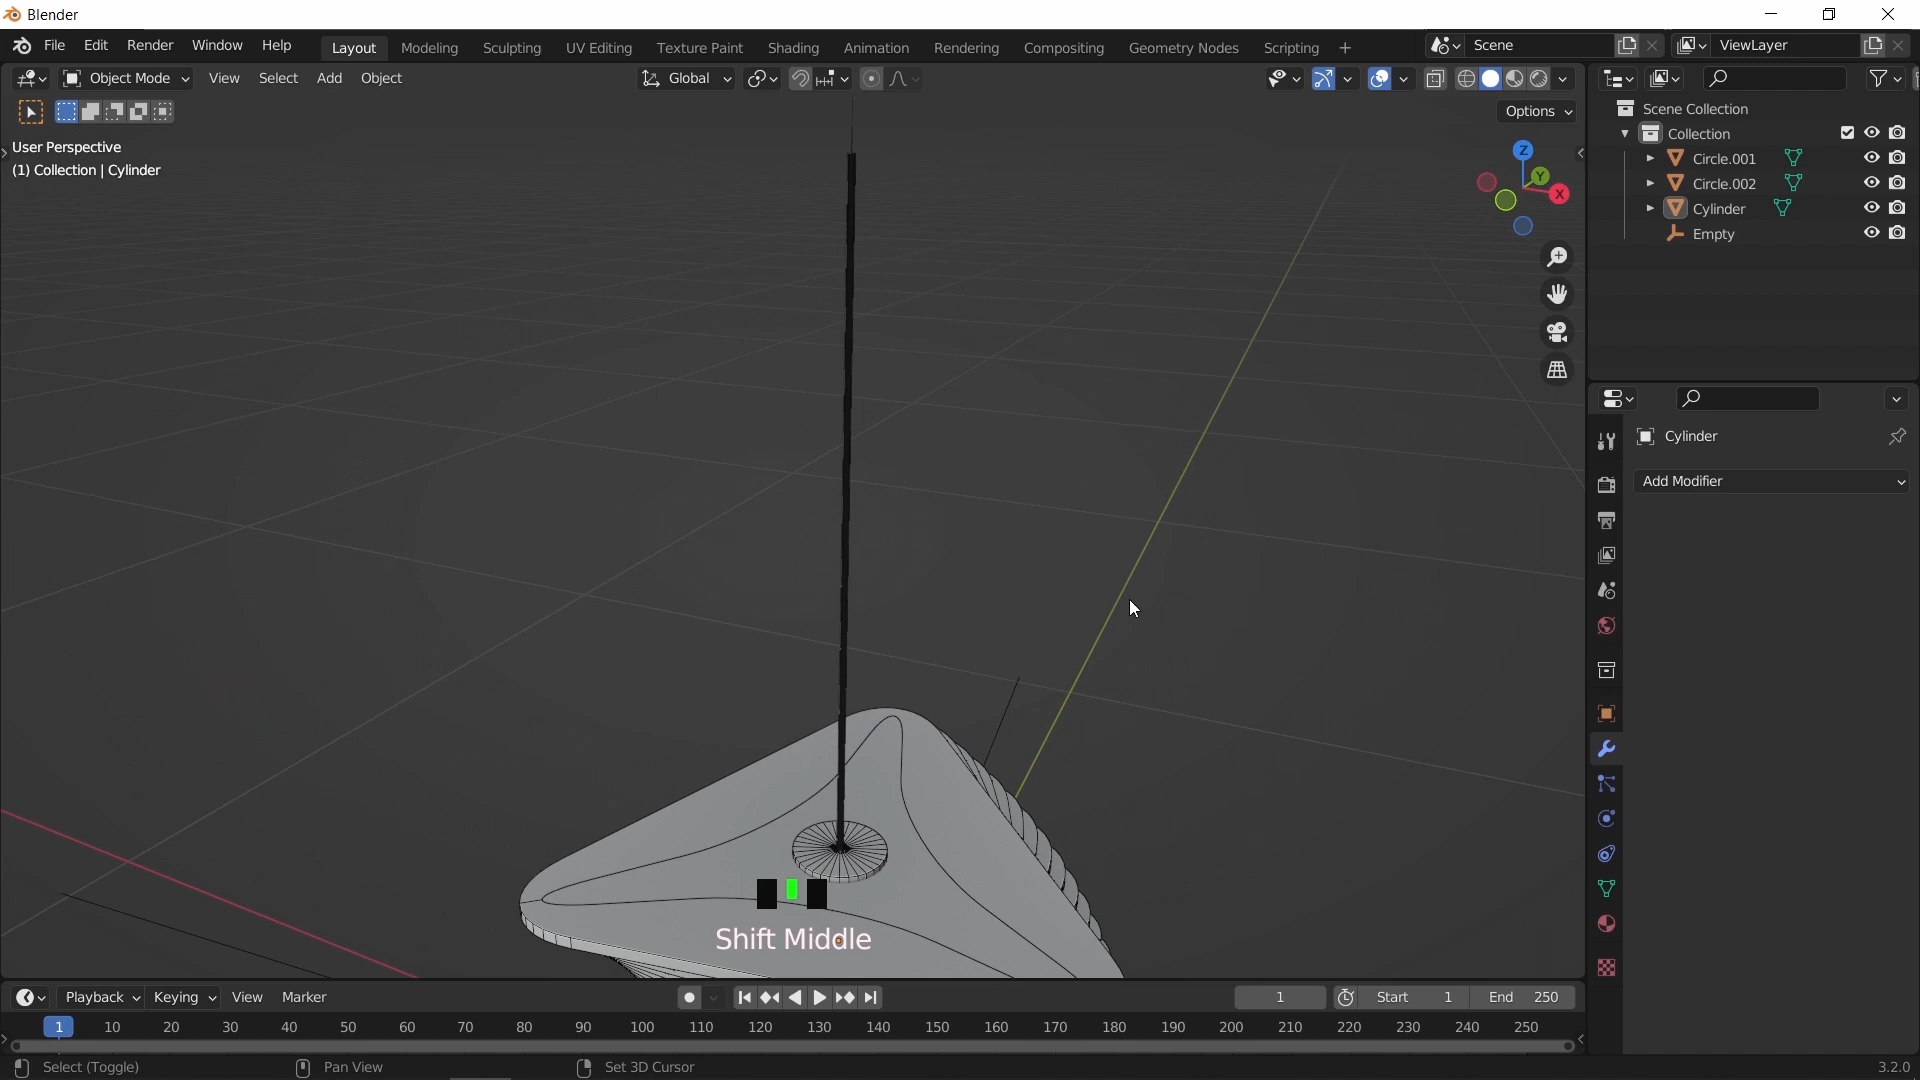 Blender
File Edit Render Window Help Layout Modeling Sculpting UV Editing Texture Paint Shading Animation Rendering Compositing Geometry Nodes Scripting + Scene ViewLayer
Object Mode View Select Add Object Global
Options
User Perspective
(1) Collection | Cylinder
Z
Y
X
Scene Collection
Collection
Circle.001
Circle.002
Cylinder
Empty
Cylinder
Add Modifier
Shift Middle
Playback Keying View Marker 1 Start 1 End 250
1 10 20 30 40 50 60 70 80 90 100 110 120 130 140 150 160 170 180 190 200 210 220 230 240 250
Select (Toggle) Pan View Set 3D Cursor 3.2.0